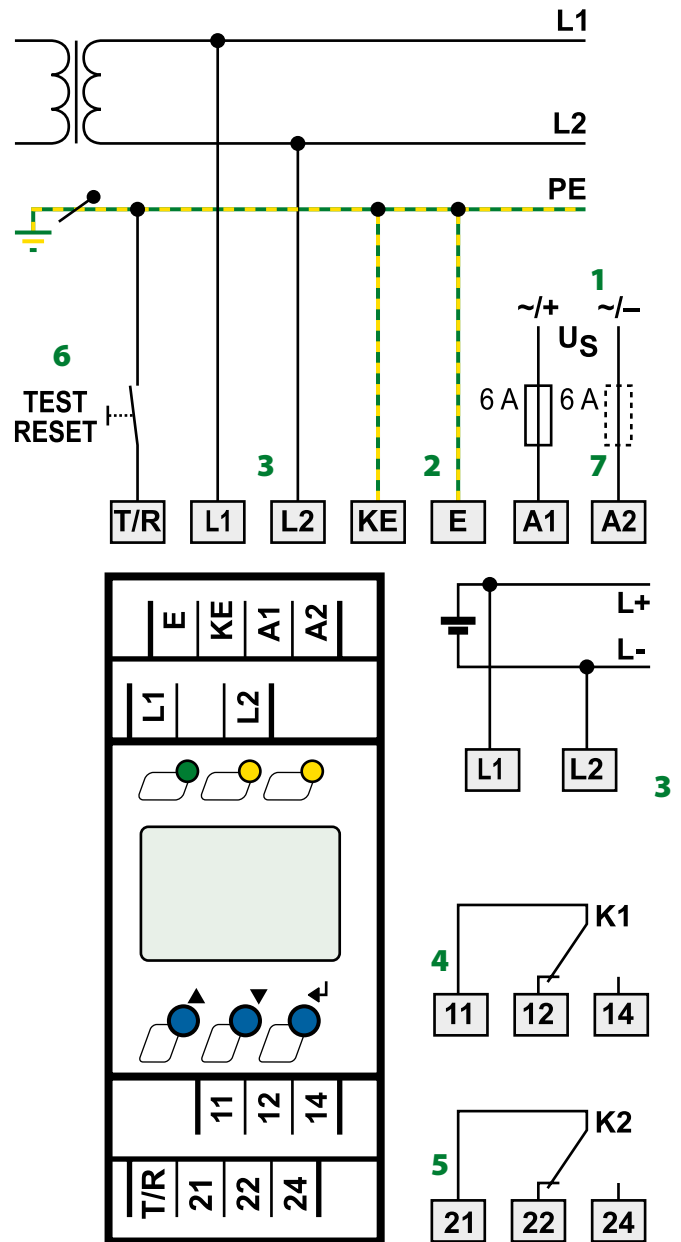 L1
L2
PE
1
~/+ ~/–
US
6
TEST
RESET
6 A 6 A
3 2 7
T/R L1 L2 KE E A1 A2
E KE A1 A2
L+
L-
L1 L2
L1 L2
3
K1
4
11 12 14
11 12 14
K2
5
T/R 21 22 24
21 22 24